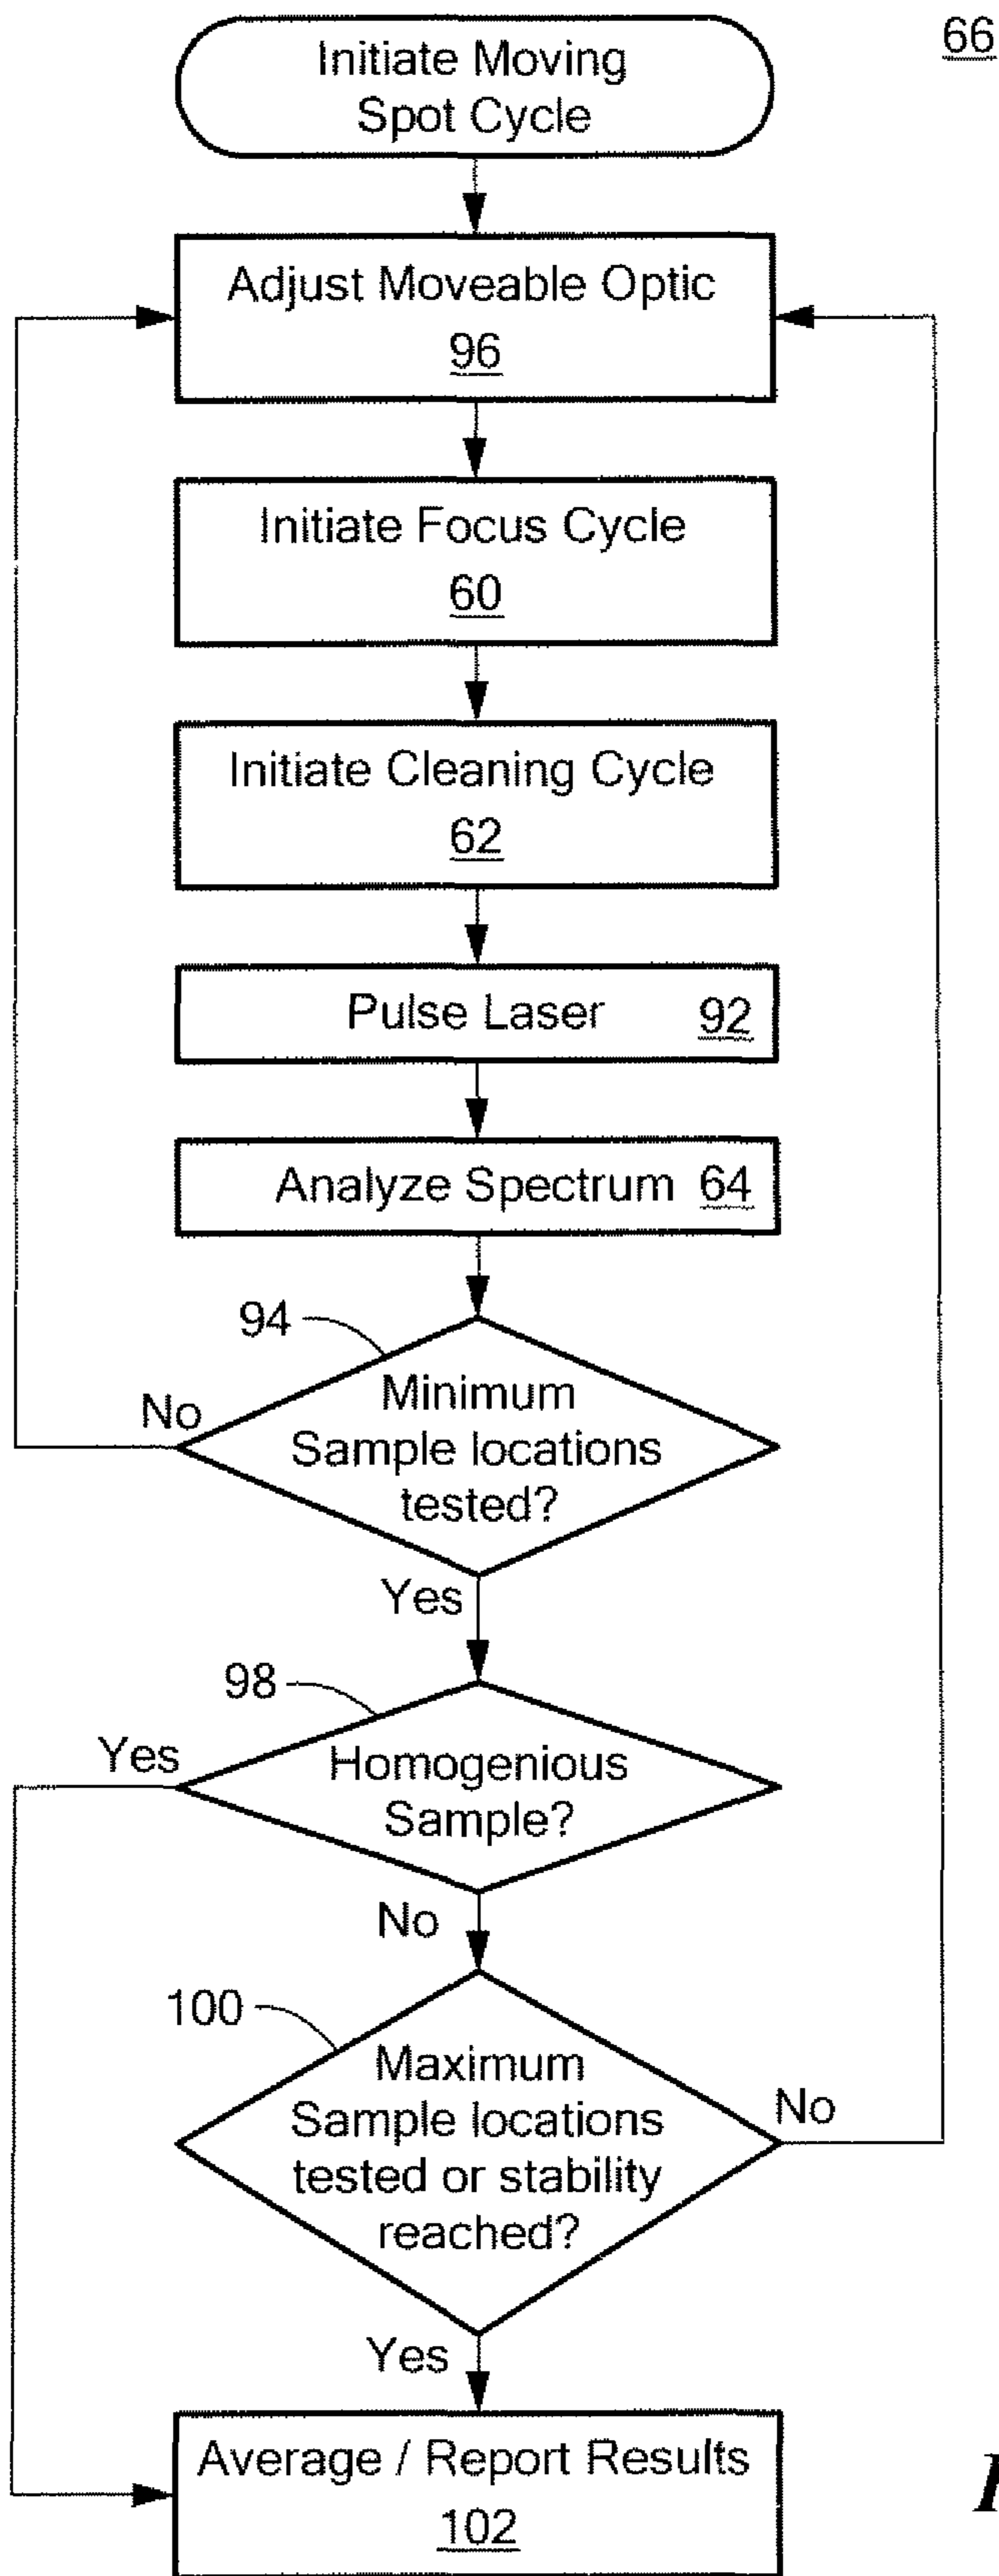 66
Initiate Moving
Spot Cycle
Adjust Moveable Optic
96
Initiate Focus Cycle
60
Initiate Cleaning Cycle
62
Pulse Laser 92
Analyze Spectrum 64
94
Minimum
Sample locations
tested?
No
Yes
98
Homogenious
Sample?
Yes
No
100
Maximum
Sample locations
tested or stability
reached?
No
Yes
Average / Report Results
102